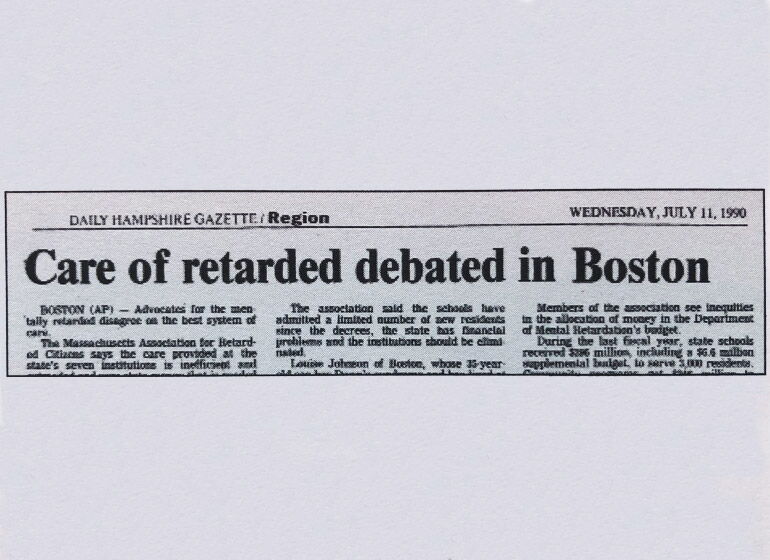 DAILY HAMPSHIRE GAZETTE / Region
WEDNESDAY, JULY 11, 1990
Care of retarded debated in Boston
BOSTON (AP) — Advocates for the men-
tally retarded disagree on the best system of
care.
The Massachusetts Association for Retard-
ed Citizens says the care provided at the
state's seven institutions is inefficient and
The association said the schools have
admitted a limited number of new residents
since the decrees, the state has financial
problems and the institutions should be elimi-
nated.
Louise Johnson of Boston, whose 35-year-
Members of the association see inequities
in the allocation of money in the Department
of Mental Retardation's budget.
During the last fiscal year, state schools
received $286 million, including a $6.6 million
supplemental budget, to serve 3,000 residents.